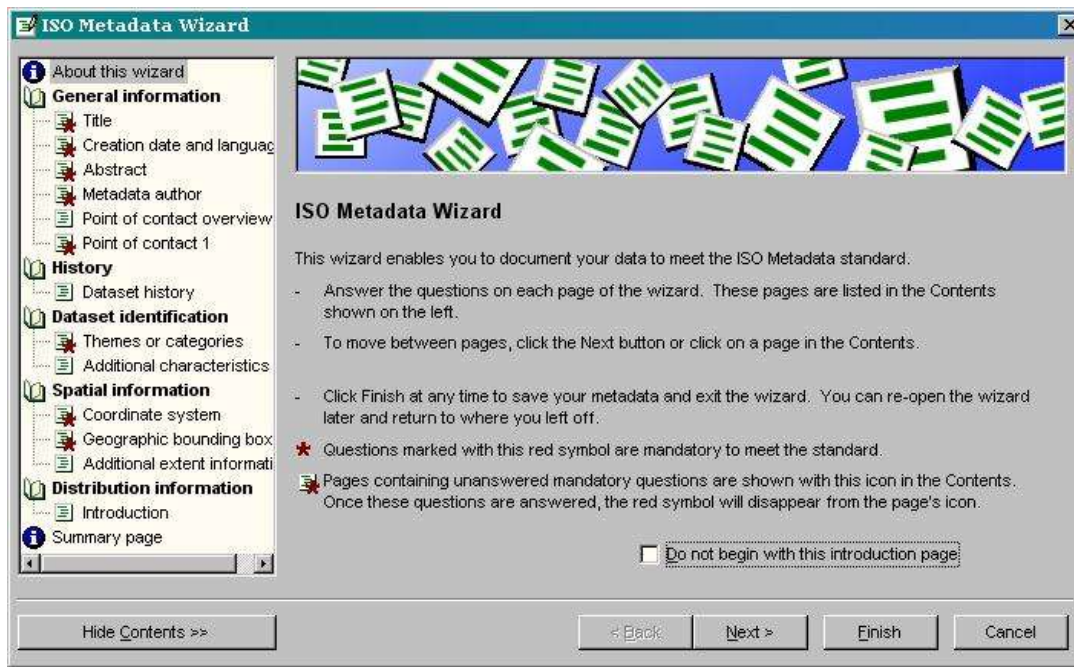 ISO Metadata Wizard
About this wizard
General information
Title
Creation date and languag
Abstract
Metadata author
Point of contact overview
Point of contact 1
History
Dataset history
Dataset identification
Themes or categories
Additional characteristics
Spatial information
Coordinate system
Geographic bounding box
Additional extent informati
Distribution information
Introduction
Summary page
ISO Metadata Wizard
This wizard enables you to document your data to meet the ISO Metadata standard.
- Answer the questions on each page of the wizard. These pages are listed in the Contents
shown on the left.
- To move between pages, click the Next button or click on a page in the Contents.
- Click Finish at any time to save your metadata and exit the wizard. You can re-open the wizard
later and return to where you left off.
Questions marked with this red symbol are mandatory to meet the standard.
Pages containing unanswered mandatory questions are shown with this icon in the Contents.
Once these questions are answered, the red symbol will disappear from the page's icon.
Do not begin with this introduction page
Hide Contents >>
< Back
Next >
Finish
Cancel